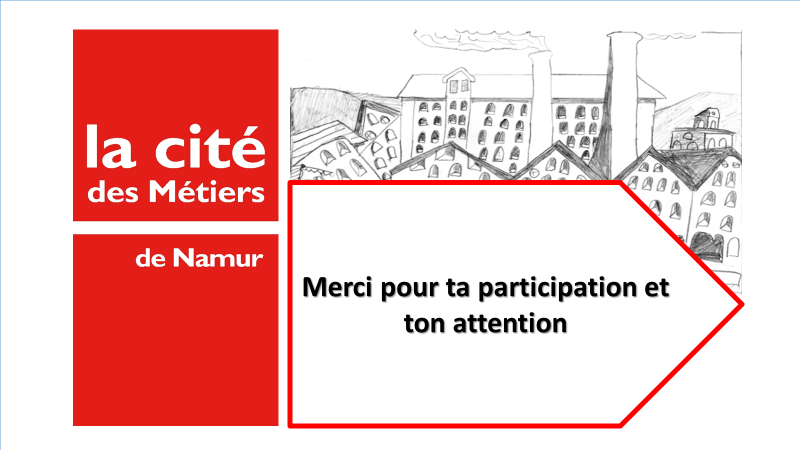 la cité
des Métiers
de Namur
Merci pour ta participation et
ton attention